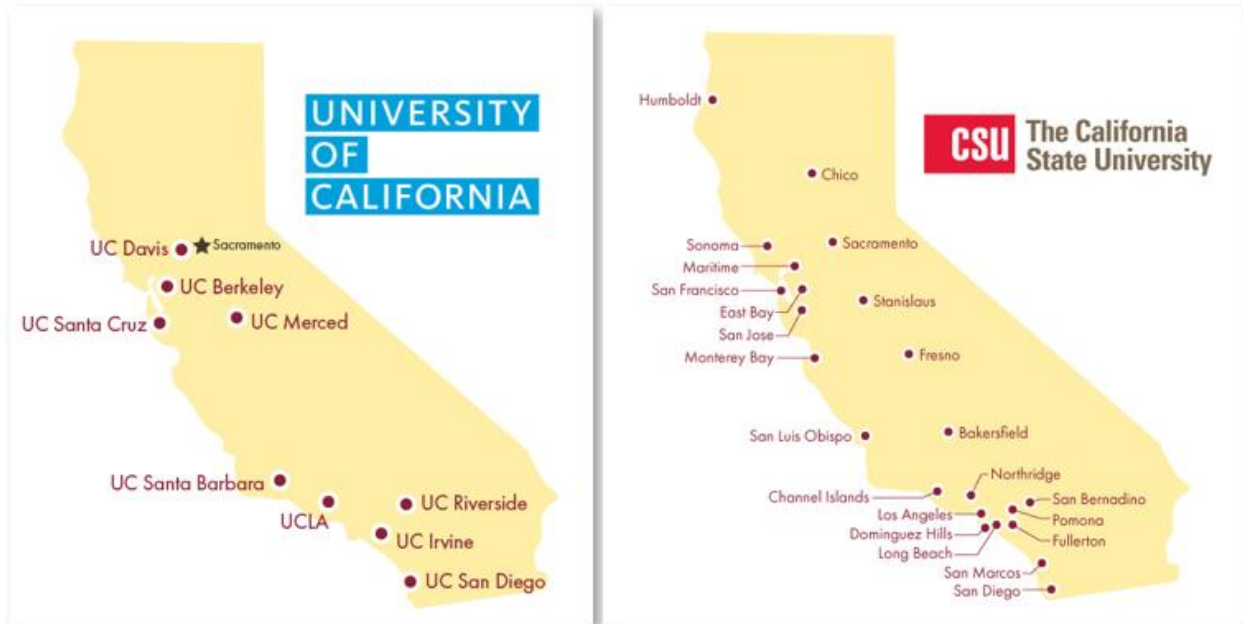 UNIVERSITY
OF
CALIFORNIA
UC Davis
Sacramento
UC Berkeley
UC Santa Cruz
UC Merced
UC Santa Barbara
UCLA
UC Riverside
UC Irvine
UC San Diego
CSU
The California
State University
Humboldt
Chico
Sonoma
Sacramento
Maritime
San Francisco
Stanislaus
East Bay
San Jose
Monterey Bay
Fresno
San Luis Obispo
Bakersfield
Northridge
Channel Islands
San Bernadino
Los Angeles
Pomona
Dominguez Hills
Fullerton
Long Beach
San Marcos
San Diego